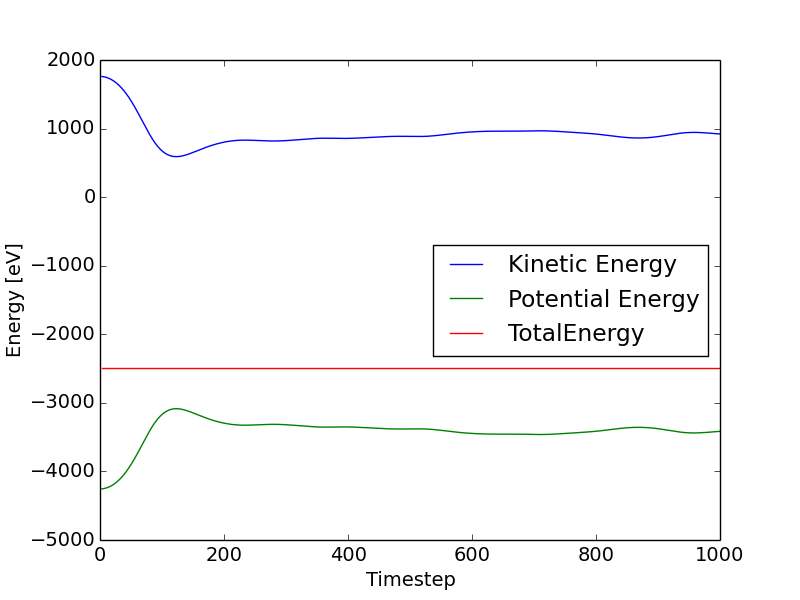 2000
1000
0
−1000
−2000
−3000
−4000
−5000
Energy [eV]
Kinetic Energy
Potential Energy
TotalEnergy
0 200 400 600 800 1000
Timestep